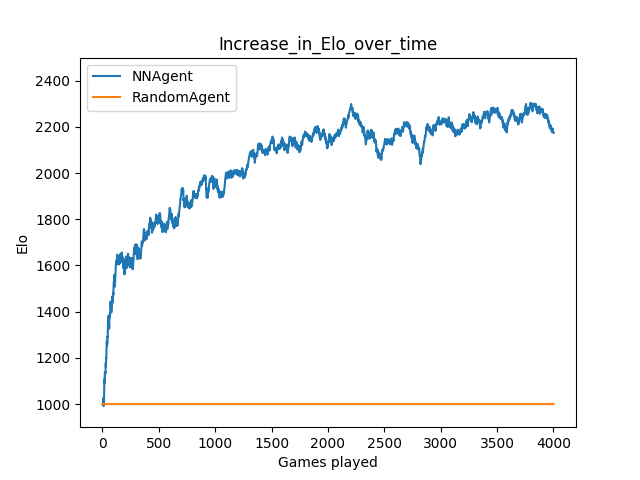 Increase_in_Elo_over_time
NNAgent
RandomAgent
2400
2200
2000
1800
1600
1400
1200
1000
Elo
0 500 1000 1500 2000 2500 3000 3500 4000
Games played